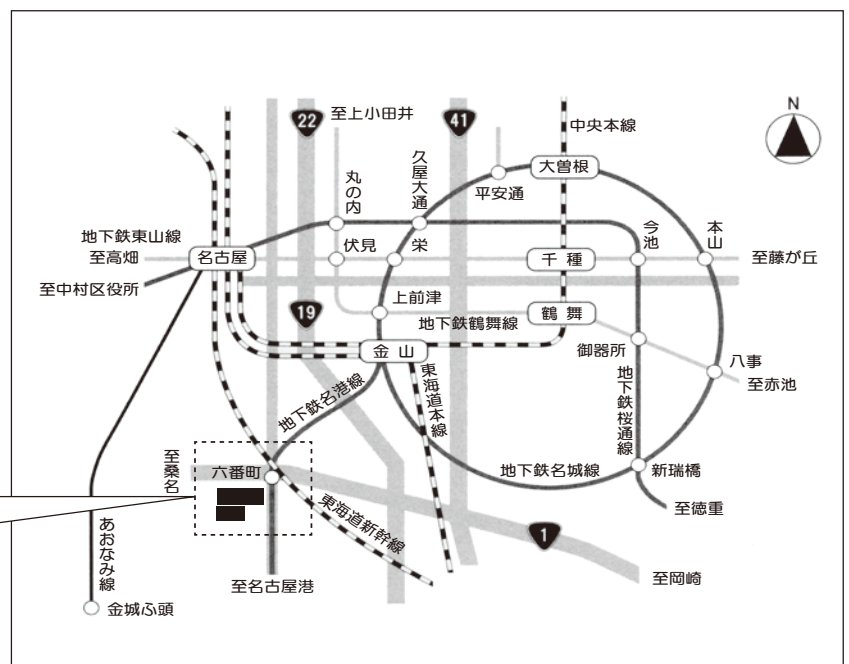 N
22
至上小田井
41
中央本線
久屋大通
丸の内
平安通
大曽根
地下鉄東山線
至高畑
名古屋
伏見
栄
千種
今池
本山
至藤が丘
至中村区役所
19
上前津
地下鉄鶴舞線
鶴舞
金山
御器所
八事
至赤池
地下鉄名港線
東海道本線
地下鉄桜通線
至桑名
六番町
地下鉄名城線
新瑞橋
至徳重
東海道新幹線
1
あおなみ線
至名古屋港
至岡崎
金城ふ頭